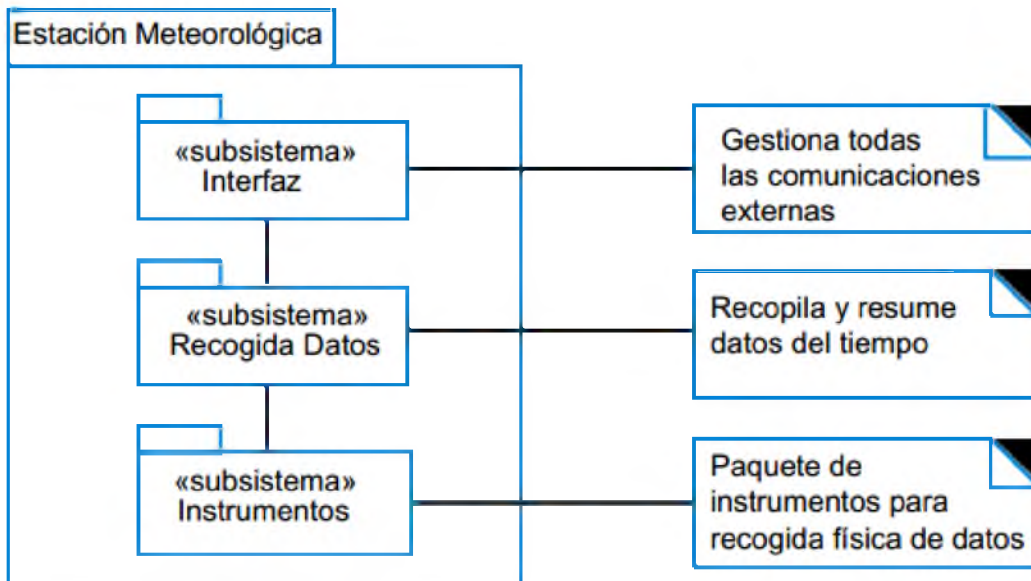 Estación Meteorológica
«subsistema»
Interfaz
Gestiona todas
las comunicaciones
externas
«subsistema»
Recogida Datos
Recopila y resume
datos del tiempo
«subsistema»
Instrumentos
Paquete de
instrumentos para
recogida física de datos